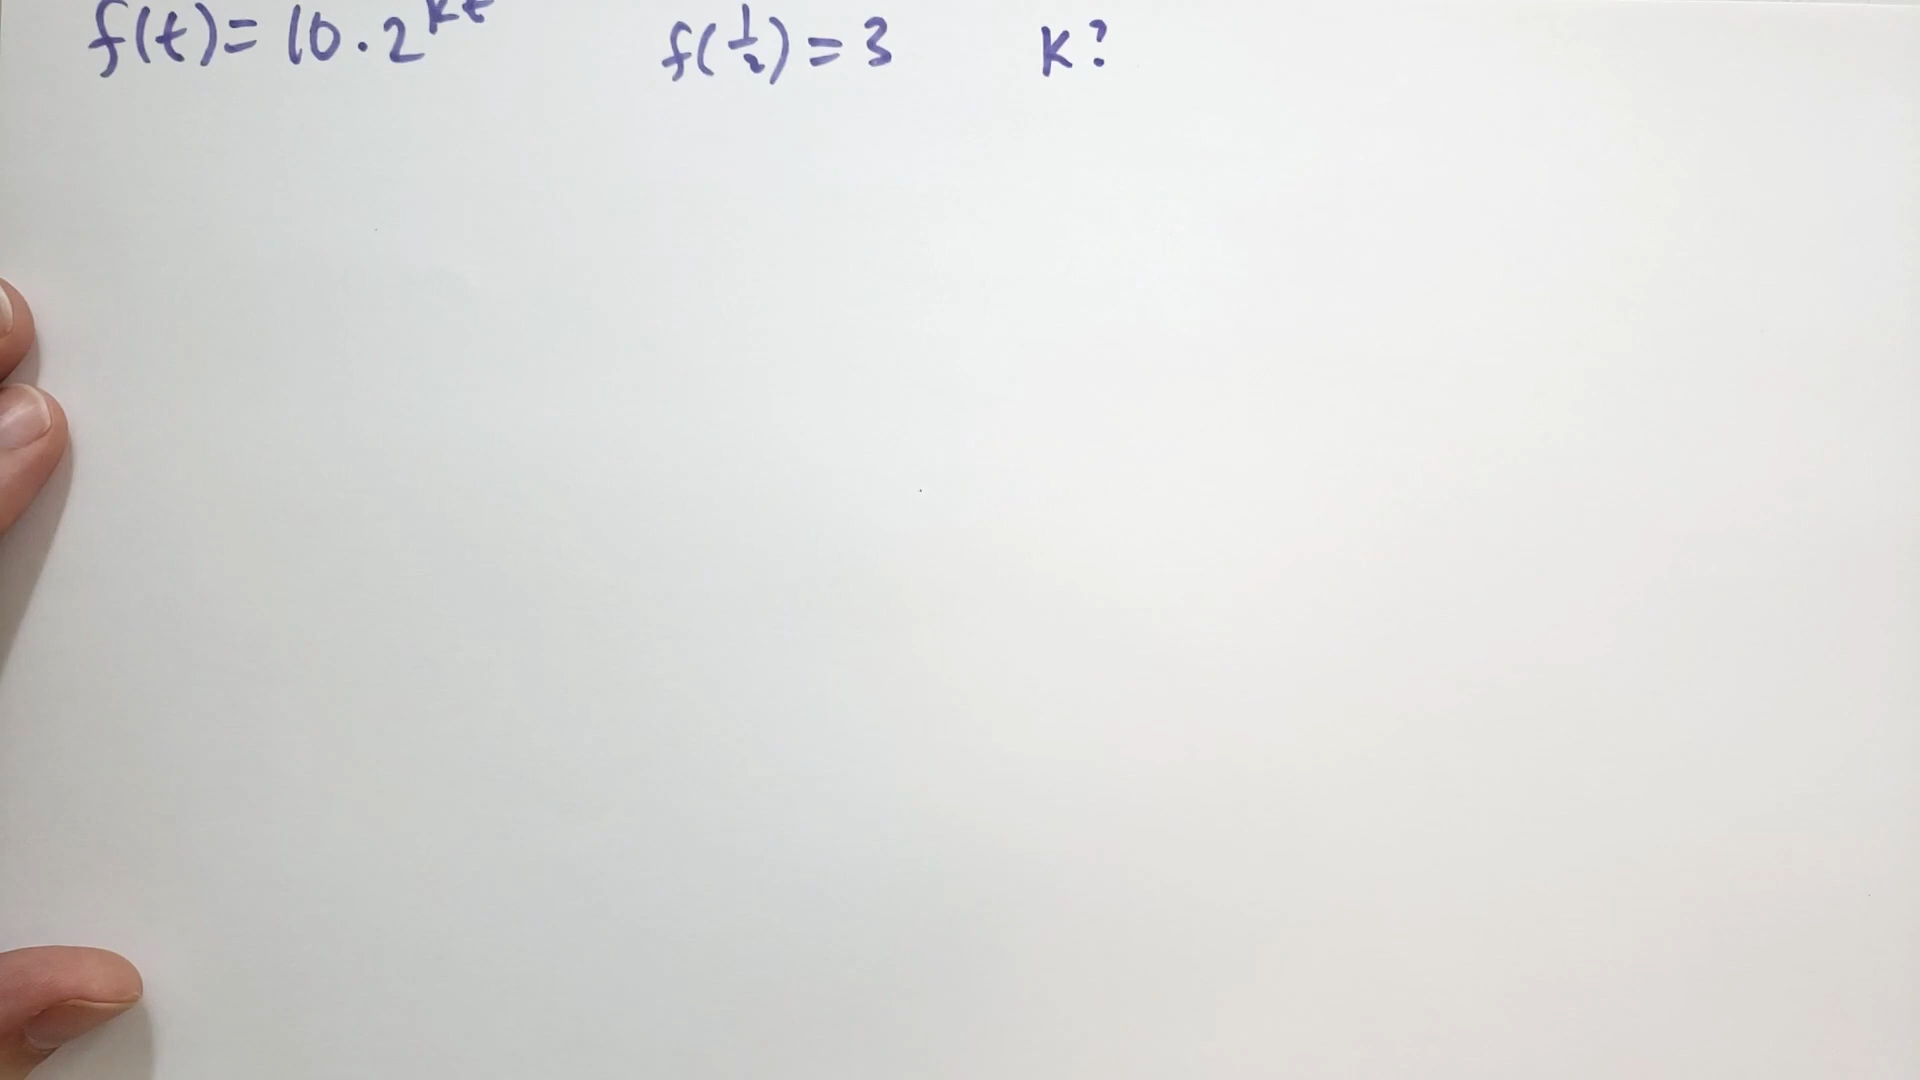 f(t) = 10 · 2^{kt} f(1/2) = 3 K?